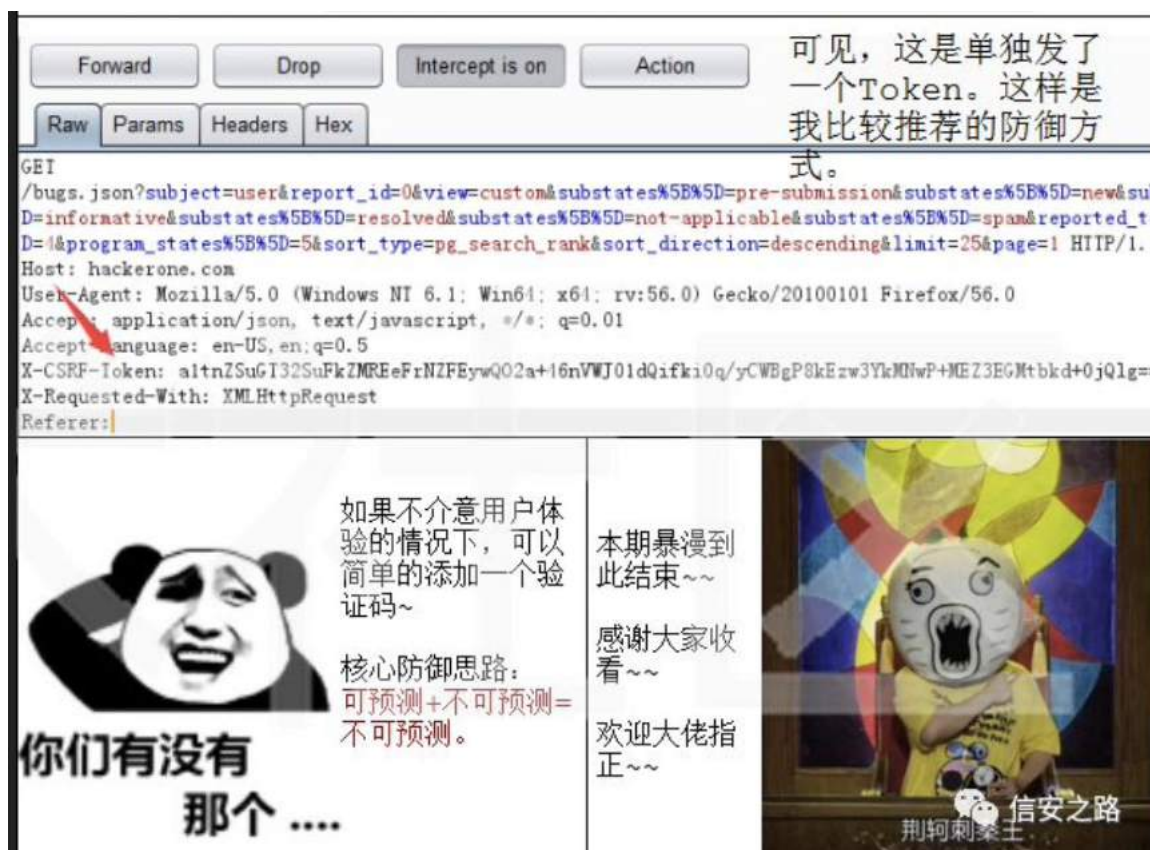 Forward
Drop
Intercept is on
Action
可见，这是单独发了
一个Token。这样是
我比较推荐的防御方
式。
Raw
Params
Headers
Hex
GET
/bugs.json?subject=user&report_id=0&view=custom&substates%5B%5D=pre-submission&substates%5B%5D=new&su
D=informative&substates%5B%5D=resolved&substates%5B%5D=not-applicable&substates%5B%5D=spam&reported_t
D=4&program_states%5B%5D=5&sort_type=pg_search_rank&sort_direction=descending&limit=25&page=1 HTTP/1.
Host: hackerone.com
User-Agent: Mozilla/5.0 (Windows NT 6.1; Win64; x64; rv:56.0) Gecko/20100101 Firefox/56.0
Accept: application/json, text/javascript, */*; q=0.01
Accept-Language: en-US,en;q=0.5
X-CSRF-Token:
X-Requested-With: XMLHttpRequest
Referer:
如果不介意用户体
验的情况下，可以
简单的添加一个验
证码~
核心防御思路：
可预测+不可预测=
不可预测。
你们有没有
那个 ....
本期暴漫到
此结束~~
感谢大家收
看~~
欢迎大佬指
正~~
信安之路
荆轲刺秦王